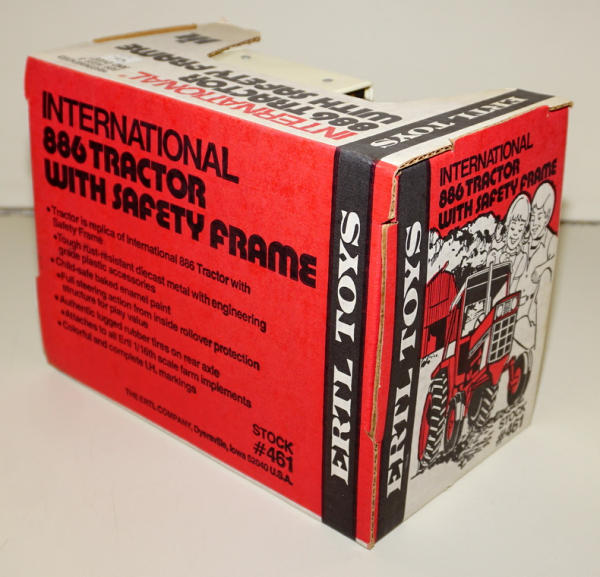 INTERNATIONAL
886 TRACTOR
WITH SAFETY FRAME
• Tractor is replica of International 886 Tractor with
Safety Frame
• Tough rust-resistant diecast metal with engineering
grade plastic accessories
• Child-safe baked enamel paint
• Full steering action from inside rollover protection
structure for play value
• Authentic lugged rubber tires on rear axle
• Attaches to all Ertl 1/16th scale farm implements
• Colorful and complete I.H. markings
THE ERTL COMPANY, Dyersville, Iowa 52040 U.S.A.
STOCK
#461
ERTL TOYS
INTERNATIONAL
886 TRACTOR
WITH SAFETY FRAME
ERTL TOYS
INTERNATIONAL
886 TRACTOR
WITH SAFETY FRAME
ERTL TOYS
STOCK
#461